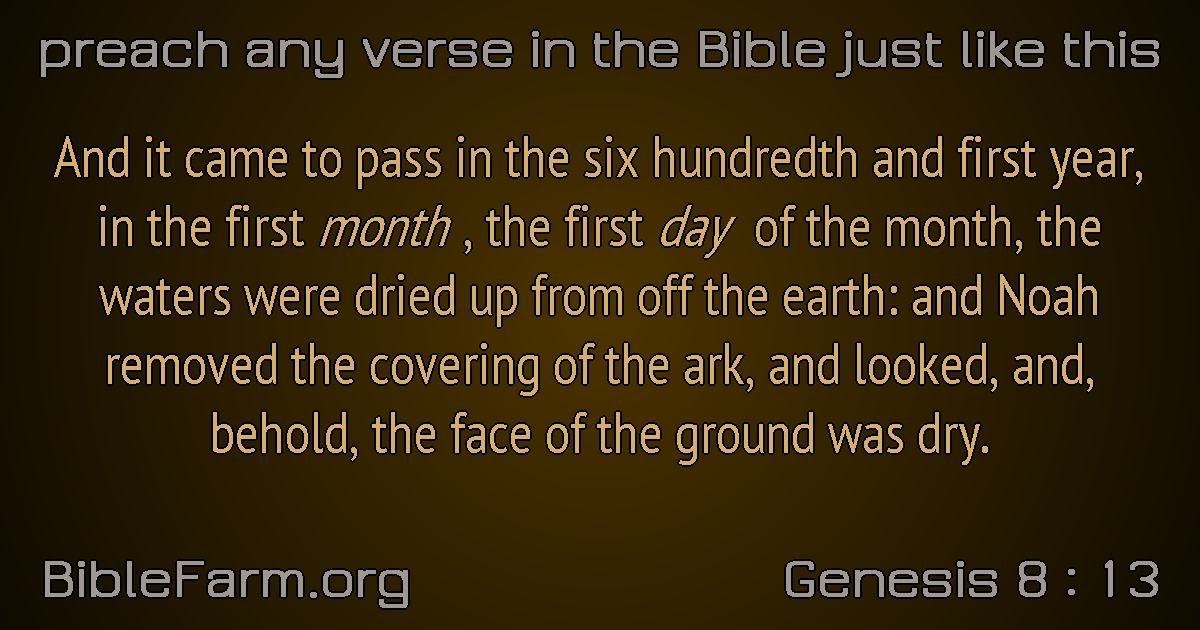 preach any verse in the Bible just like this
And it came to pass in the six hundredth and first year,
in the first month , the first day of the month, the
waters were dried up from off the earth: and Noah
removed the covering of the ark, and looked, and,
behold, the face of the ground was dry.
BibleFarm.org
Genesis 8 : 13